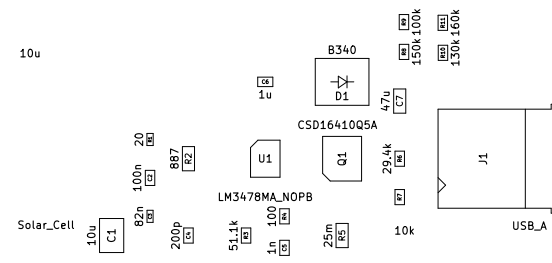 R9 100k R11 160k
B340
R8 150k R10 130k
10u
C6
1u
D1
47u C7
CSD16410Q5A
20 R1
887 R2
U1
Q1
29.4k R6
J1
100n C2
LM3478MA_NOPB
R7
82n C3
100 R4
Solar_Cell
10u C1
200p C4
51.1k R3
25m R5
10k
USB_A
1n C5